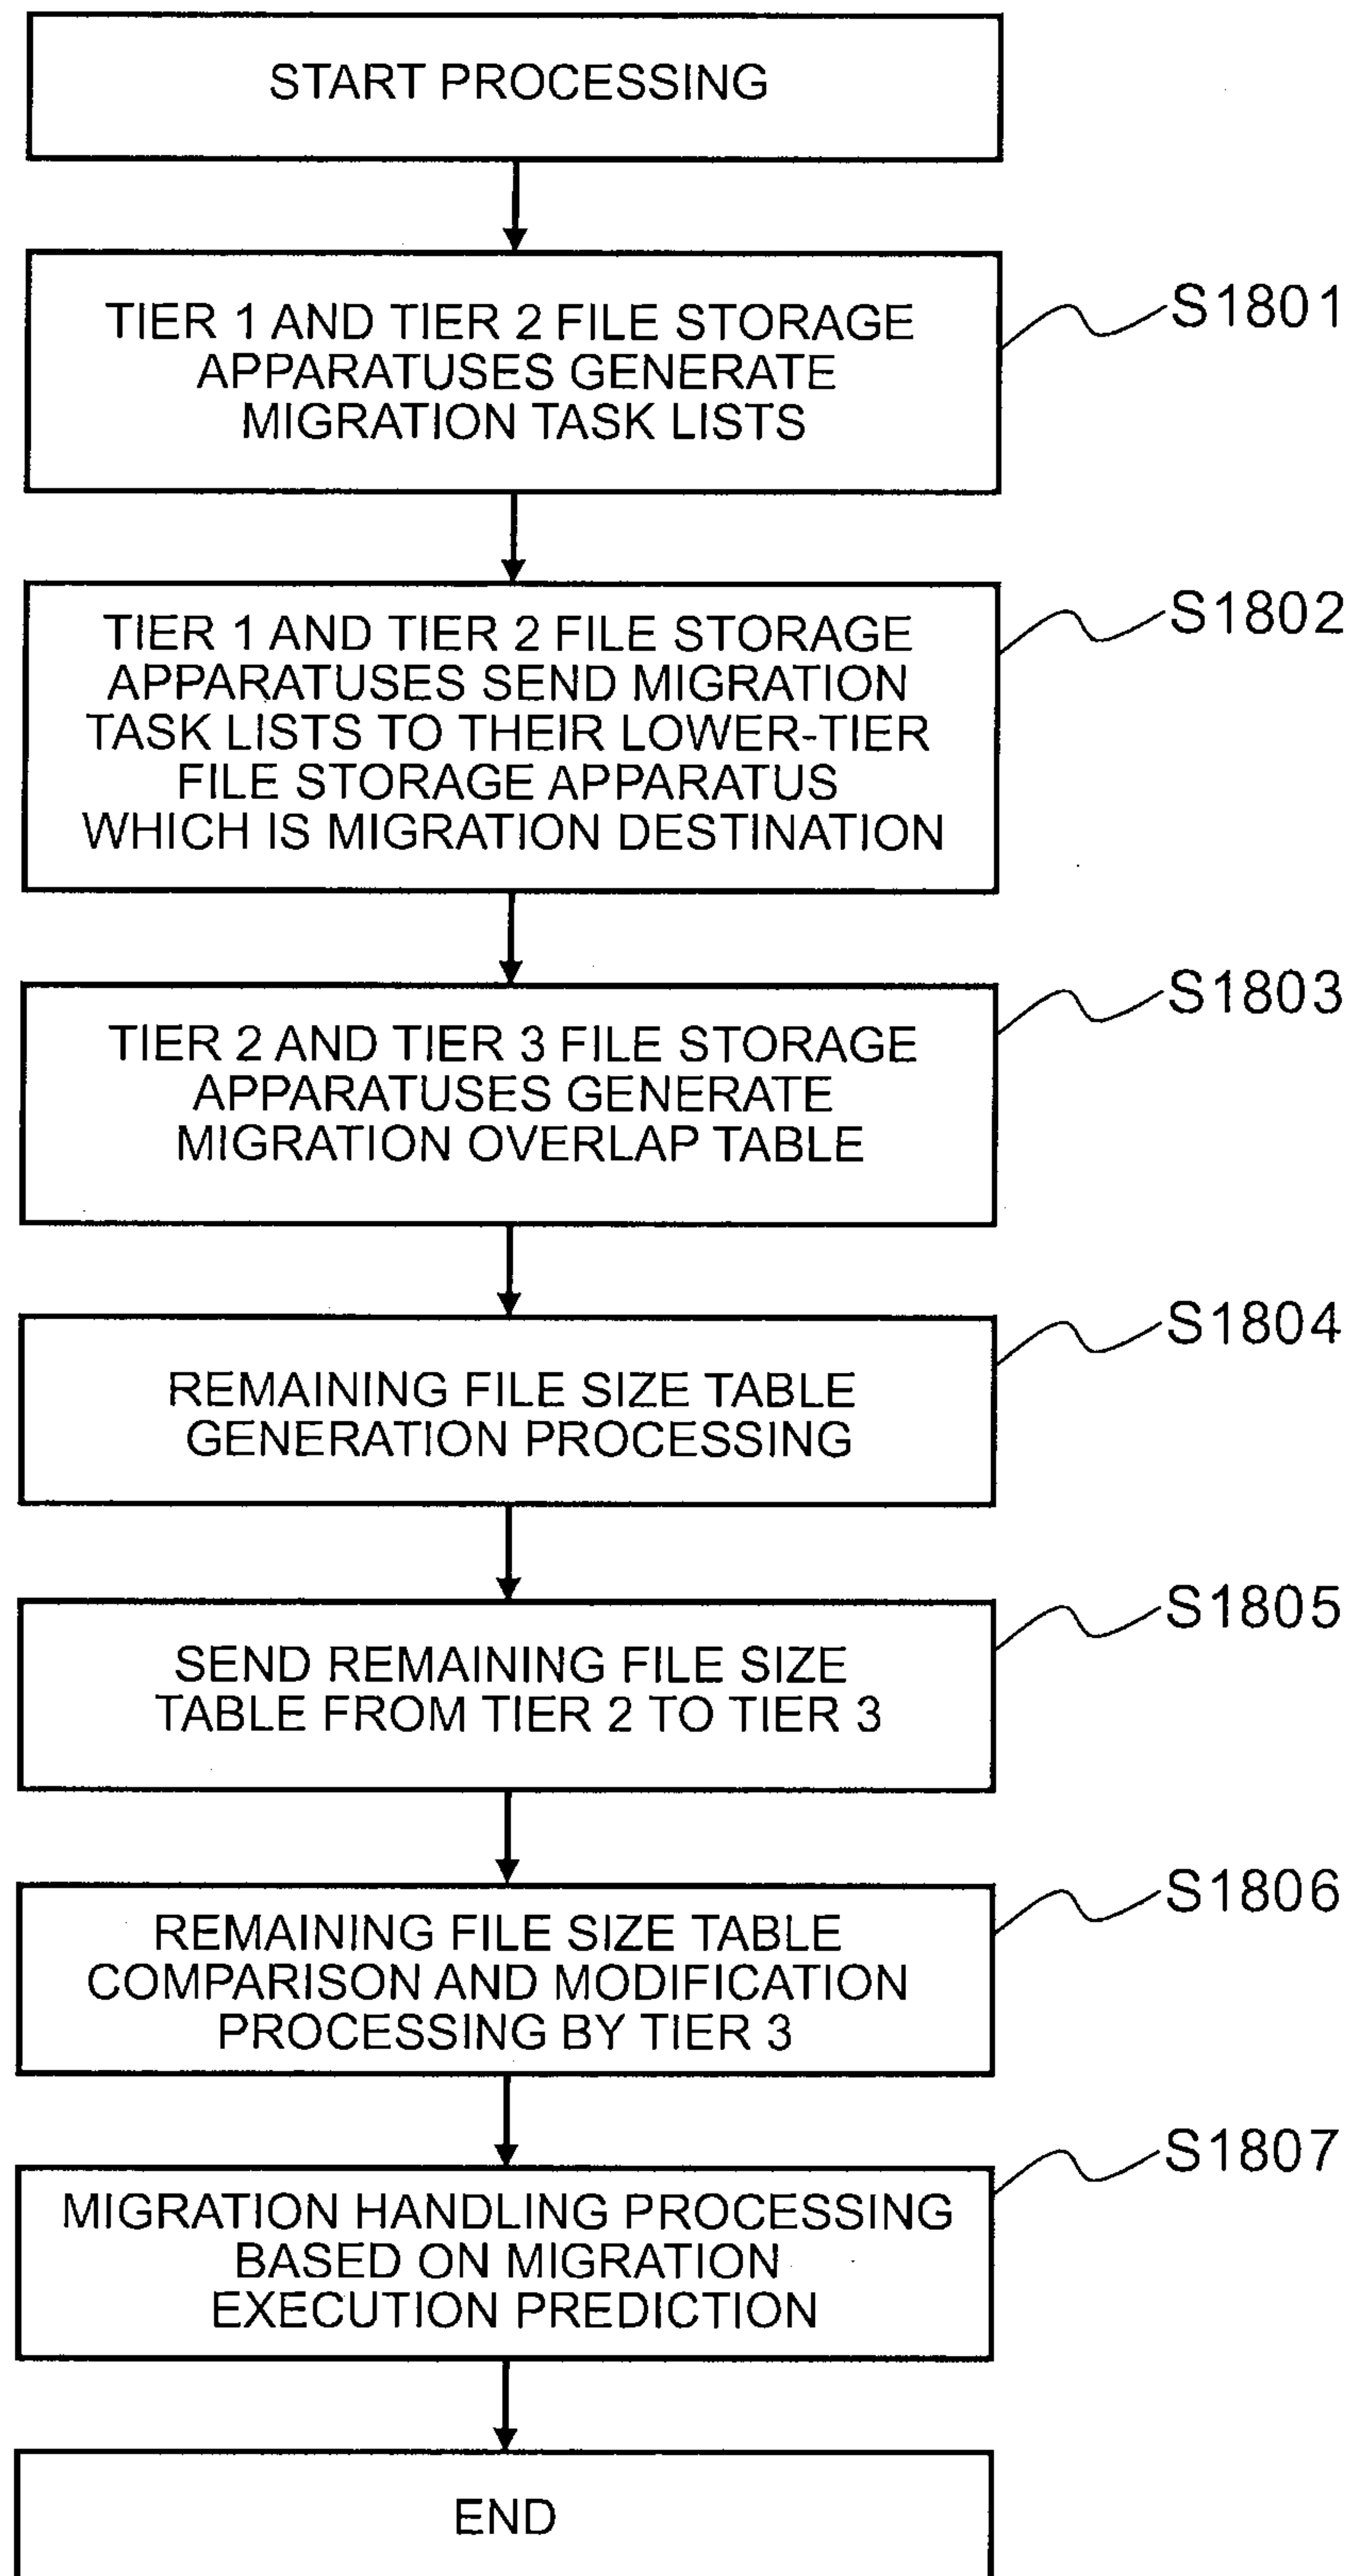 START PROCESSING
TIER 1 AND TIER 2 FILE STORAGE
APPARATUSES GENERATE
MIGRATION TASK LISTS
S1801
TIER 1 AND TIER 2 FILE STORAGE
APPARATUSES SEND MIGRATION
TASK LISTS TO THEIR LOWER-TIER
FILE STORAGE APPARATUS
WHICH IS MIGRATION DESTINATION
S1802
TIER 2 AND TIER 3 FILE STORAGE
APPARATUSES GENERATE
MIGRATION OVERLAP TABLE
S1803
REMAINING FILE SIZE TABLE
GENERATION PROCESSING
S1804
SEND REMAINING FILE SIZE
TABLE FROM TIER 2 TO TIER 3
S1805
REMAINING FILE SIZE TABLE
COMPARISON AND MODIFICATION
PROCESSING BY TIER 3
S1806
MIGRATION HANDLING PROCESSING
BASED ON MIGRATION
EXECUTION PREDICTION
S1807
END